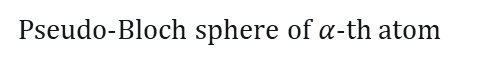 Pseudo-Bloch sphere of α-th atom